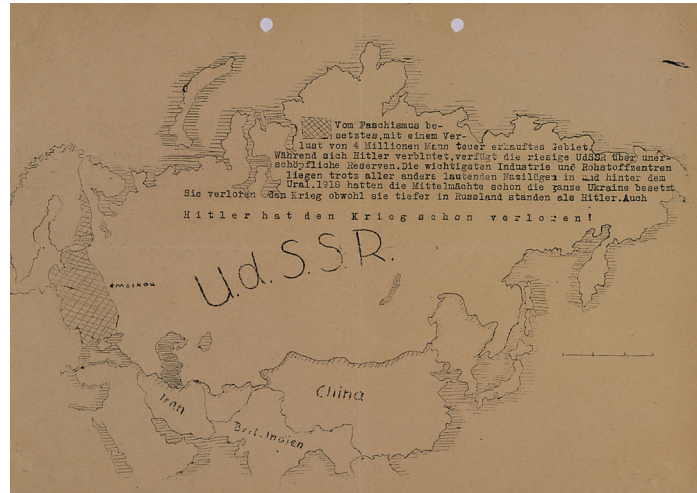 Vom Faschismus be-
setztes, mit einem Ver-
lust von 4 Millionen Mann teuer erkauftes Gebiet.
Während sich Hitler verblutet, verfügt die riesige UdSSR über uner-
schöpfliche Reserven. Die wichtigsten Industrie und Rohstoffzentren
liegen trotz aller anders lautenden Nazilügen in und hinter dem
Ural. 1918 hatten die Mittelmächte schon die ganze Ukraine besetzt
Sie verloren den Krieg obwohl sie tiefer in Russland standen als Hitler. Auch
Hitler hat den Krieg schon verloren!
U.d.S.S.R.
Moskau
China
Iran
Brit. Indien